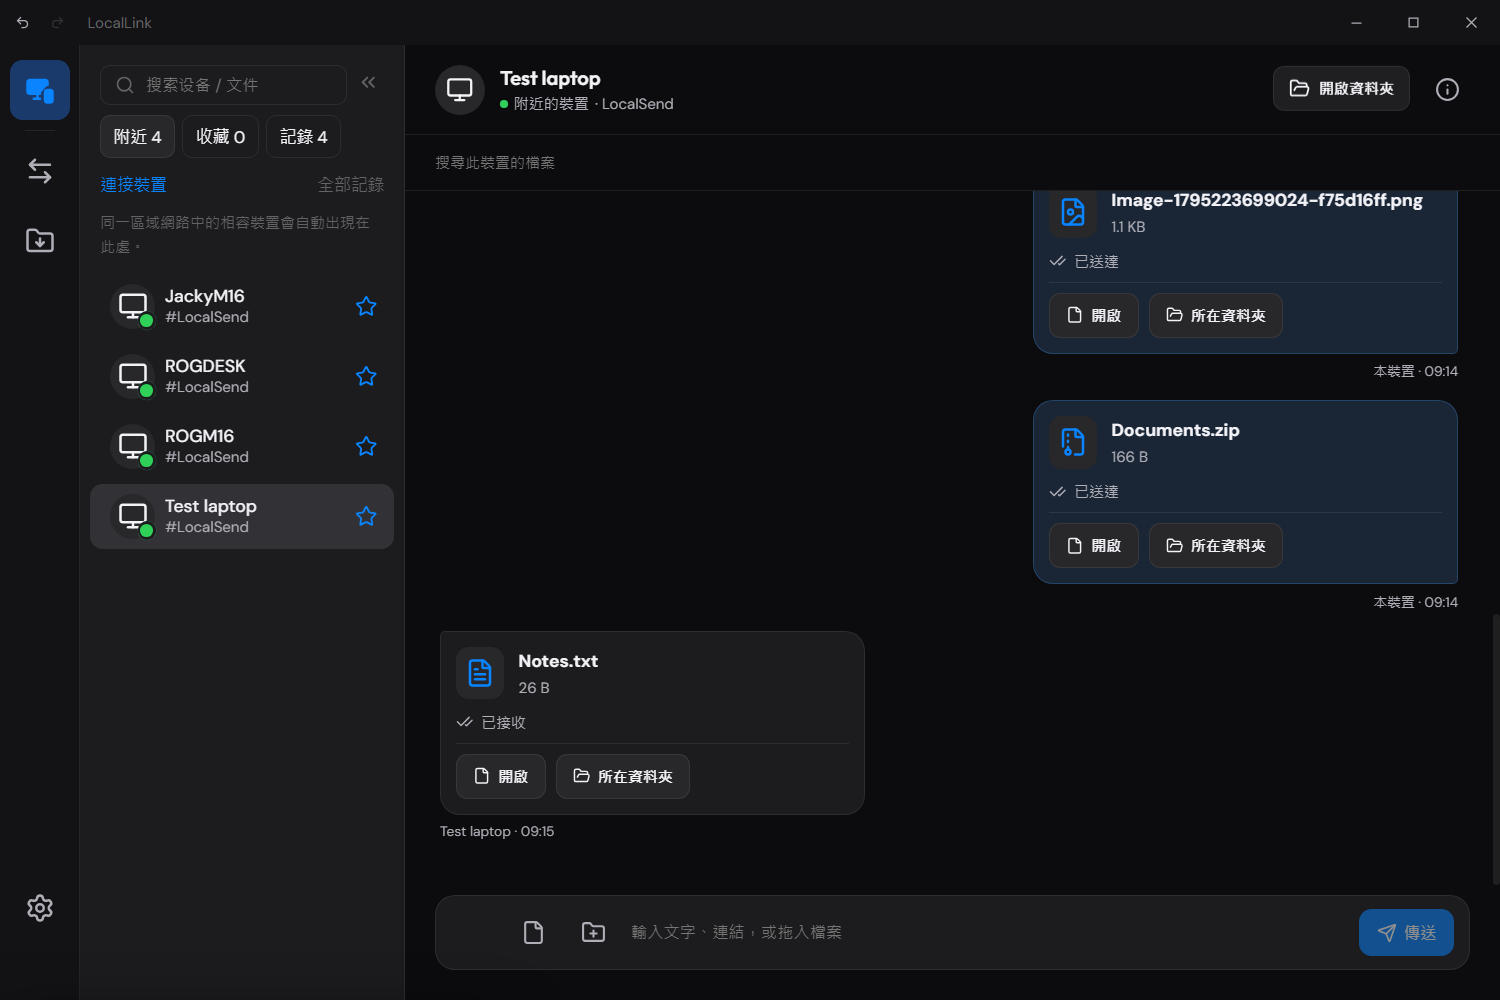 LocalLink
搜索设备 / 文件
附近 4
收藏 0
記錄 4
連接裝置
全部記錄
同一區域網路中的相容裝置會自動出現在
此處。
JackyM16
#LocalSend
ROGDESK
#LocalSend
ROGM16
#LocalSend
Test laptop
#LocalSend
Test laptop
附近的裝置 · LocalSend
開啟資料夾
搜尋此裝置的檔案
Image-1795223699024-f75d16ff.png
1.1 KB
已送達
開啟
所在資料夾
本裝置 · 09:14
Documents.zip
166 B
已送達
開啟
所在資料夾
本裝置 · 09:14
Notes.txt
26 B
已接收
開啟
所在資料夾
Test laptop · 09:15
輸入文字、連結，或拖入檔案
傳送